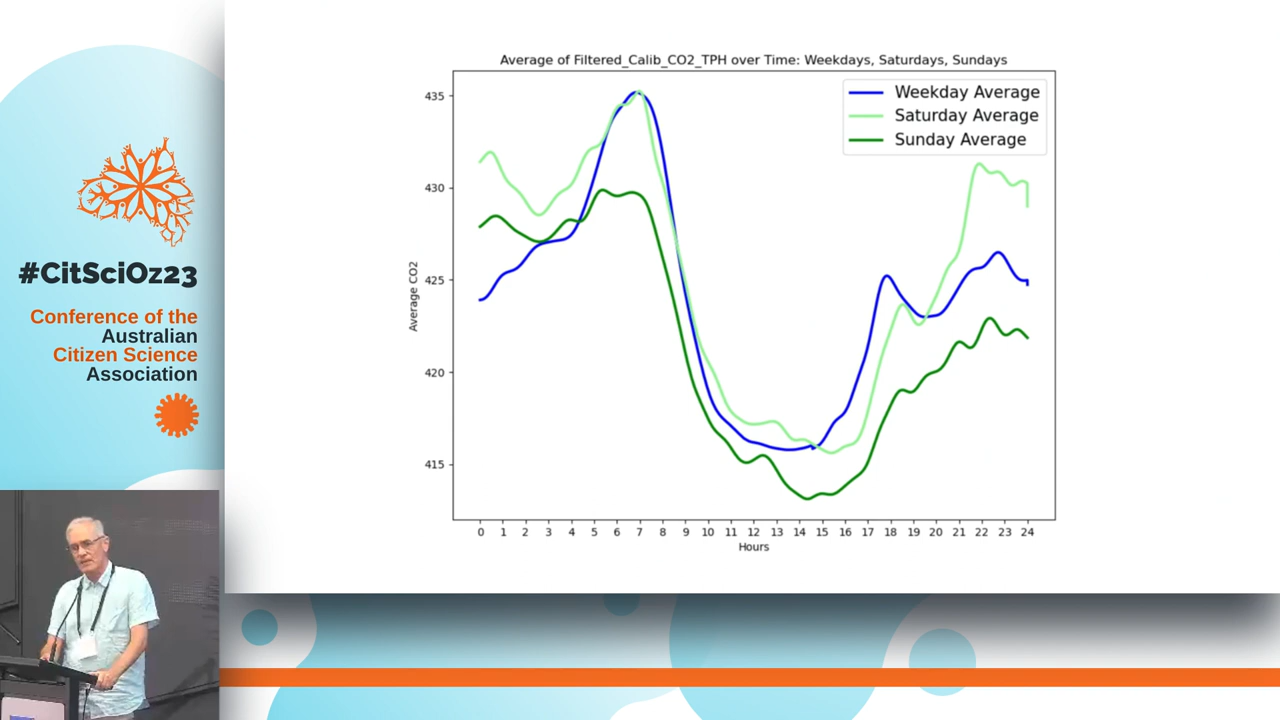 #CitSciOz23
Conference of the
Australian
Citizen Science
Association
Average of Filtered_Calib_CO2_TPH over Time: Weekdays, Saturdays, Sundays
Weekday Average
Saturday Average
Sunday Average
Average CO2
435
430
425
420
415
0 1 2 3 4 5 6 7 8 9 10 11 12 13 14 15 16 17 18 19 20 21 22 23 24
Hours